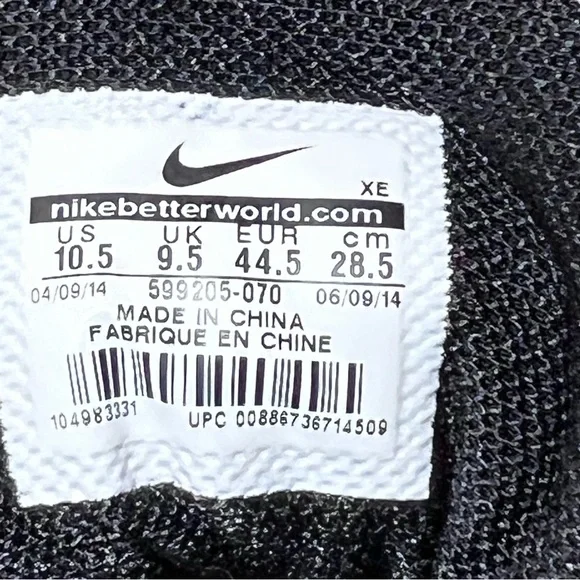 XE
nikebetterworld.com
US UK EUR cm
10.5 9.5 44.5 28.5
04/09/14 599205-070 06/09/14
MADE IN CHINA
FABRIQUE EN CHINE
104983331 UPC 00886736714509